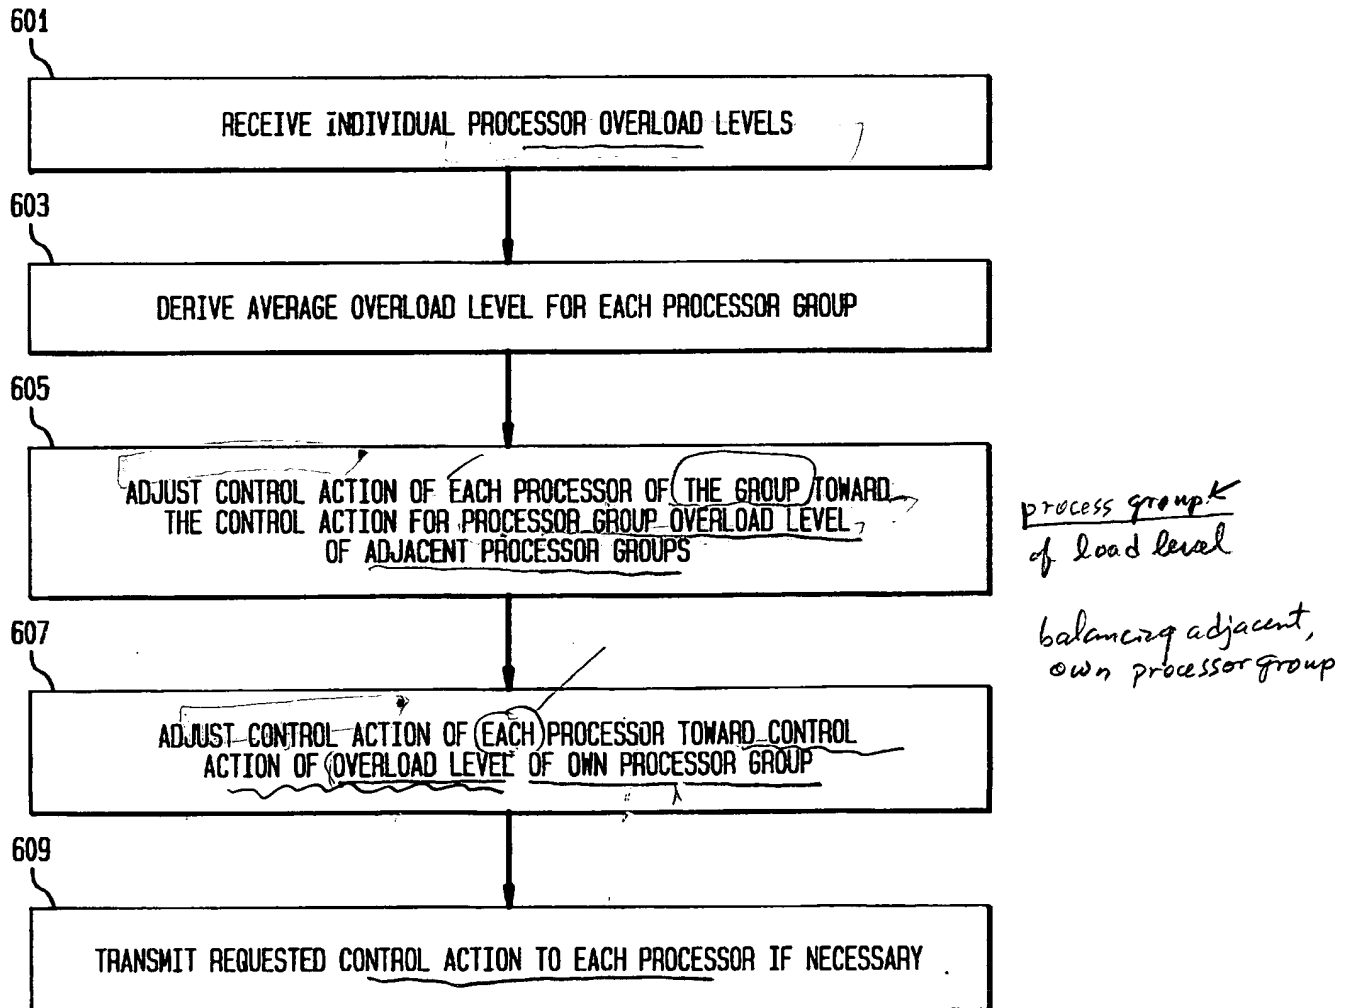 601
RECEIVE INDIVIDUAL PROCESSOR OVERLOAD LEVELS
603
DERIVE AVERAGE OVERLOAD LEVEL FOR EACH PROCESSOR GROUP
605
ADJUST CONTROL ACTION OF EACH PROCESSOR OF THE GROUP TOWARD
THE CONTROL ACTION FOR PROCESSOR GROUP OVERLOAD LEVEL
OF ADJACENT PROCESSOR GROUPS
process group
of load level
607
balancing adjacent,
own processor group
ADJUST CONTROL ACTION OF EACH PROCESSOR TOWARD CONTROL
ACTION OF OVERLOAD LEVEL OF OWN PROCESSOR GROUP
609
TRANSMIT REQUESTED CONTROL ACTION TO EACH PROCESSOR IF NECESSARY